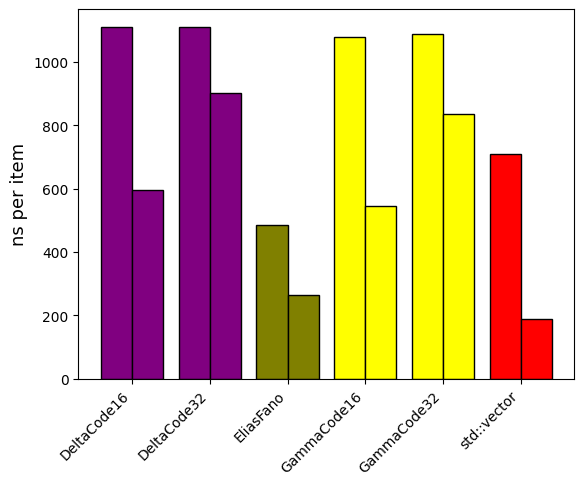 ns per item
1000
800
600
400
200
0
DeltaCode16
DeltaCode32
EliasFano
GammaCode16
GammaCode32
std::vector